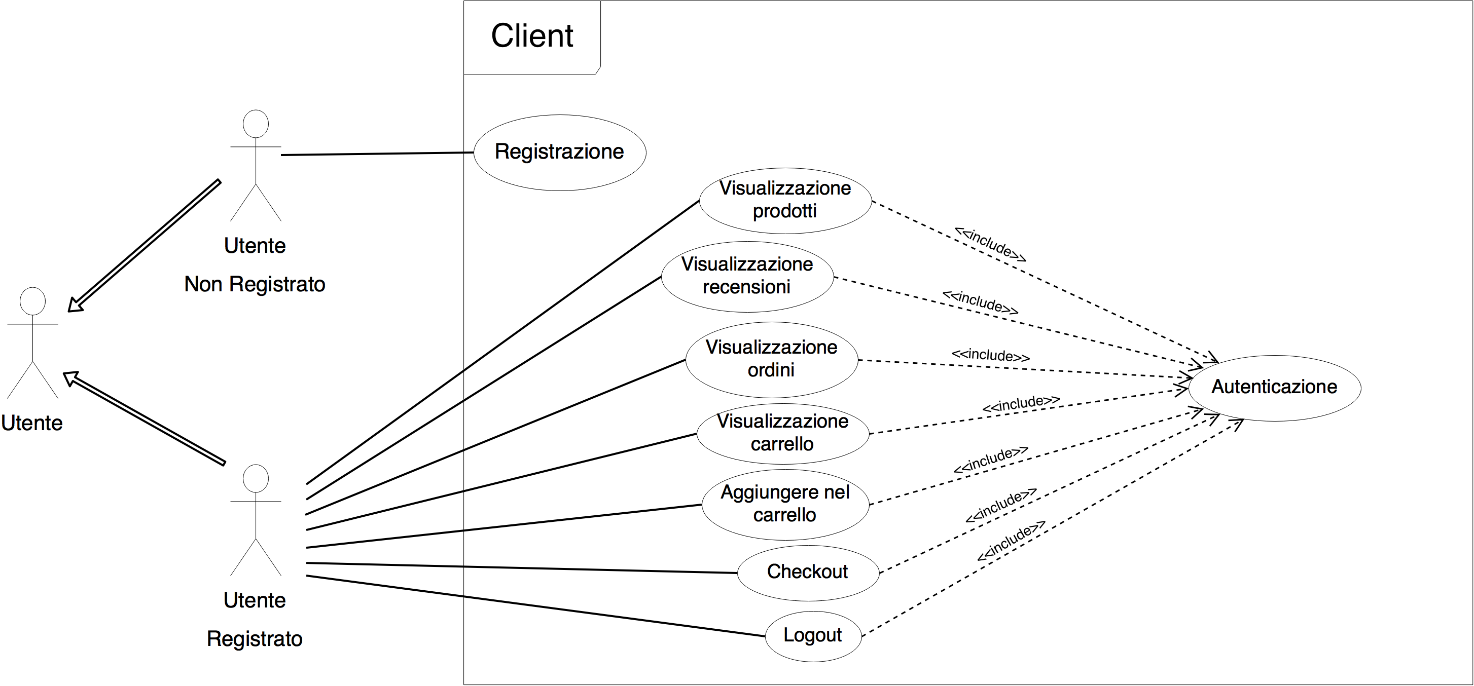 Client
Registrazione
Utente
Non Registrato
Utente
Utente
Registrato
Visualizzazione
prodotti
Visualizzazione
recensioni
Visualizzazione
ordini
Visualizzazione
carrello
Aggiungere nel
carrello
Checkout
Logout
<<include>>
<<include>>
<<include>>
<<include>>
<<include>>
<<include>>
<<include>>
Autenticazione